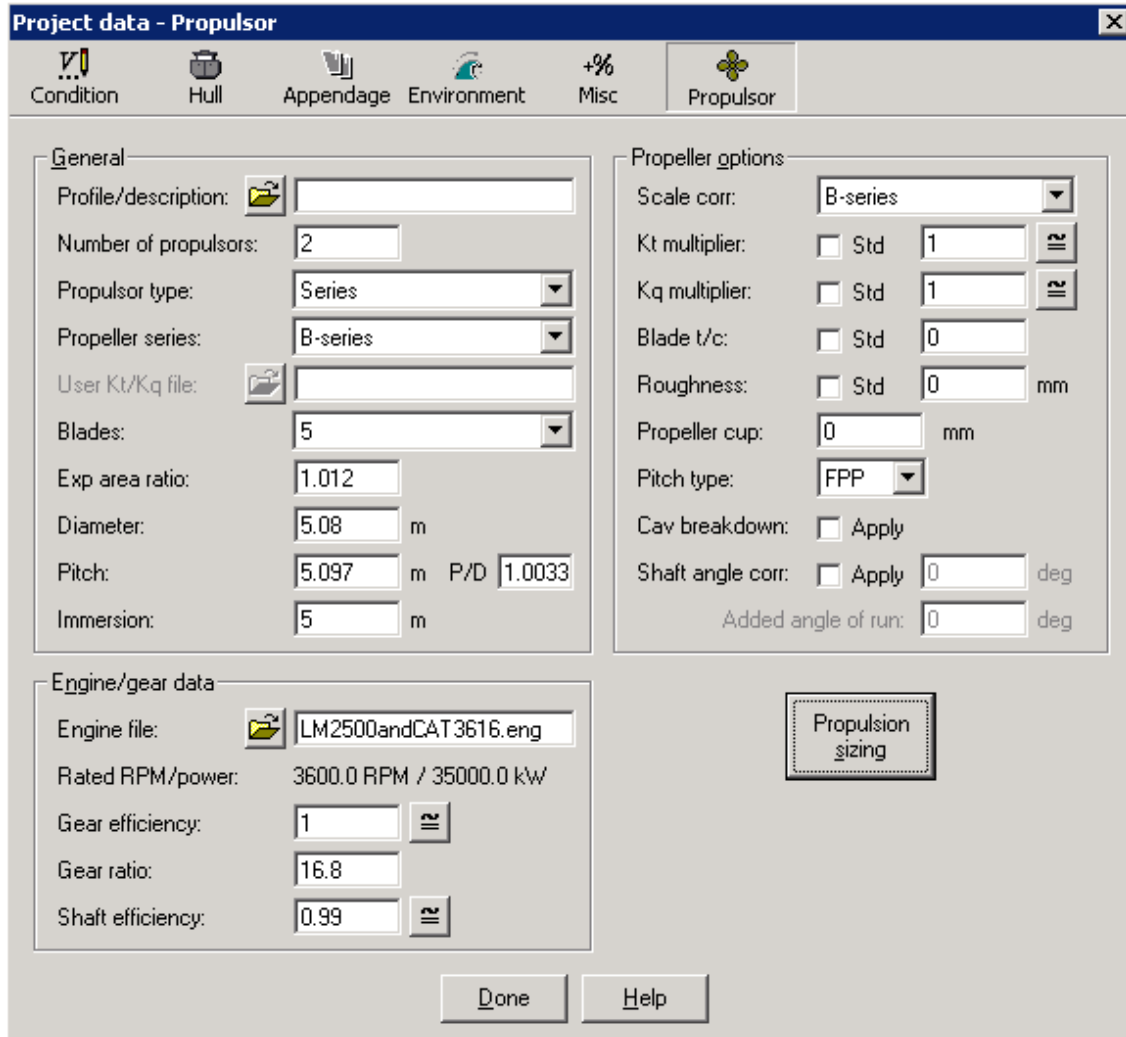 Project data - Propulsor
Condition Hull Appendage Environment Misc Propulsor
General
Profile/description:
Number of propulsors: 2
Propulsor type: Series
Propeller series: B-series
User Kt/Kq file:
Blades: 5
Exp area ratio: 1.012
Diameter: 5.08 m
Pitch: 5.097 m P/D 1.0033
Immersion: 5 m
Propeller options
Scale corr: B-series
Kt multiplier: Std 1
Kq multiplier: Std 1
Blade t/c: Std 0
Roughness: Std 0 mm
Propeller cup: 0 mm
Pitch type: FPP
Cav breakdown: Apply
Shaft angle corr: Apply 0 deg
Added angle of run: 0 deg
Engine/gear data
Engine file: LM2500andCAT3616.eng
Rated RPM/power: 3600.0 RPM / 35000.0 kW
Gear efficiency: 1
Gear ratio: 16.8
Shaft efficiency: 0.99
Propulsion
sizing
Done Help